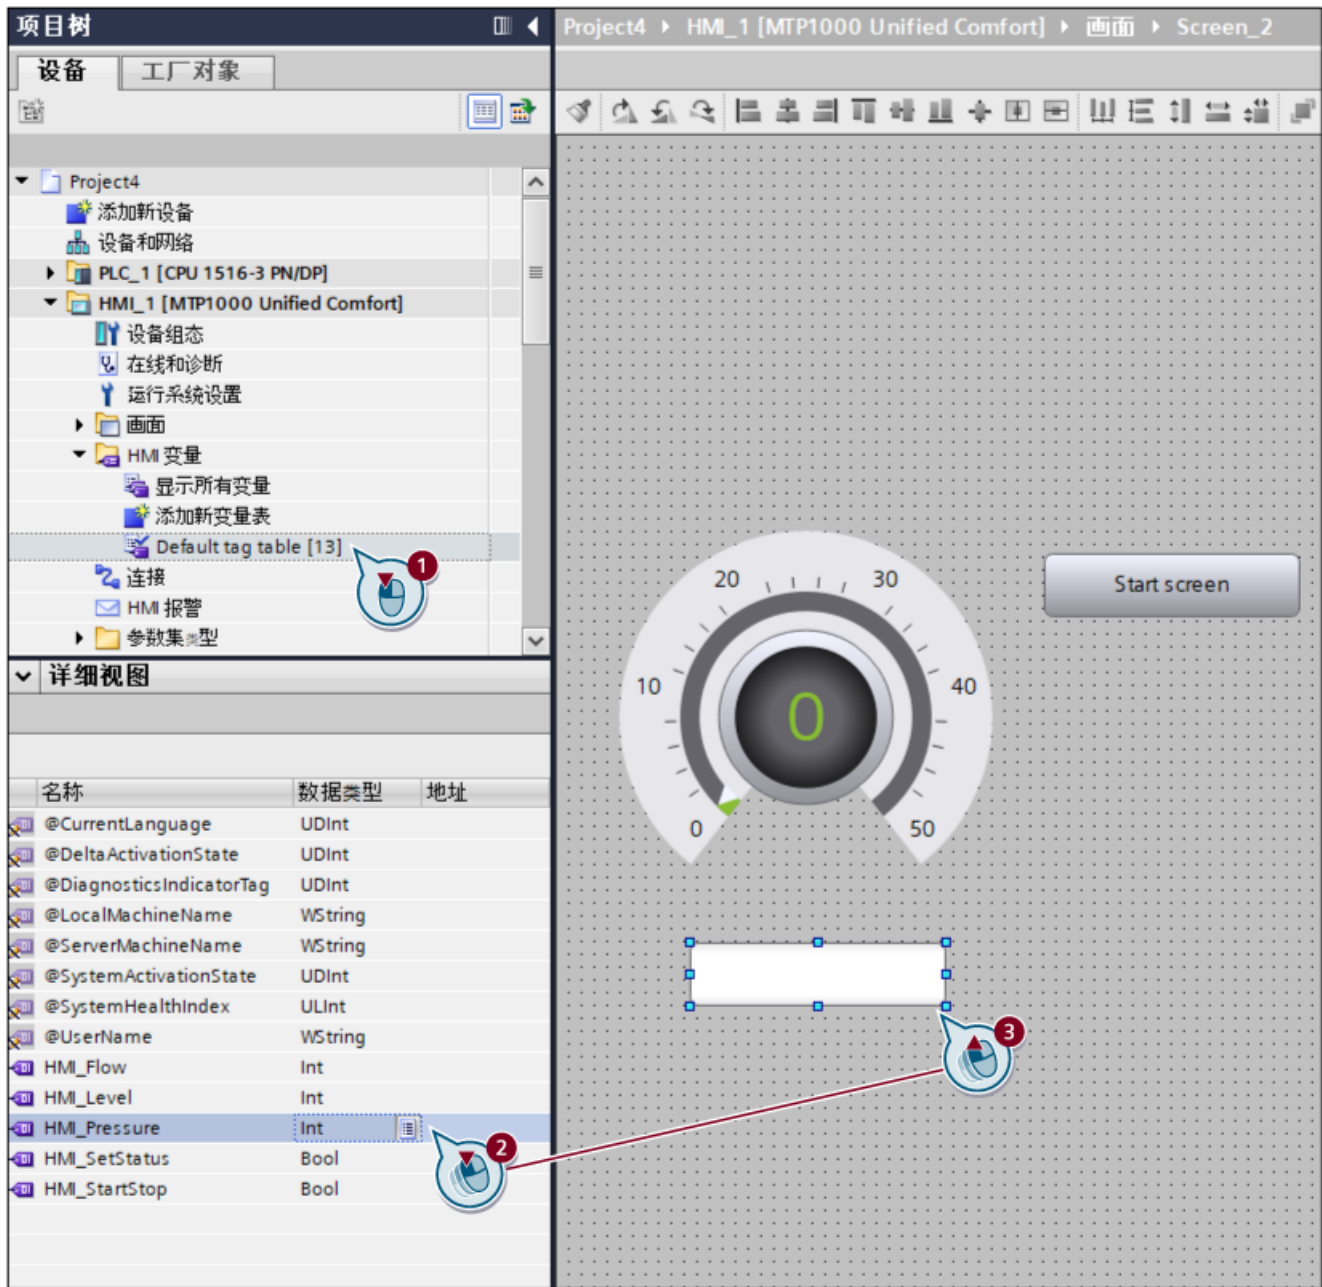 项目树
Project4 ▸ HMI_1 [MTP1000 Unified Comfort] ▸ 画面 ▸ Screen_2
设备
工厂对象
Project4
添加新设备
设备和网络
PLC_1 [CPU 1516-3 PN/DP]
HMI_1 [MTP1000 Unified Comfort]
设备组态
在线和诊断
运行系统设置
画面
HMI 变量
显示所有变量
添加新变量表
Default tag table [13]
1
连接
HMI 报警
参数集类型
详细视图
名称 数据类型 地址
@CurrentLanguage UDInt
@DeltaActivationState UDInt
@DiagnosticsIndicatorTag UDInt
@LocalMachineName WString
@ServerMachineName WString
@SystemActivationState UDInt
@SystemHealthIndex ULInt
@UserName WString
HMI_Flow Int
HMI_Level Int
HMI_Pressure Int
HMI_SetStatus Bool
HMI_StartStop Bool
2
20 30
10 40
0
0 50
Start screen
3